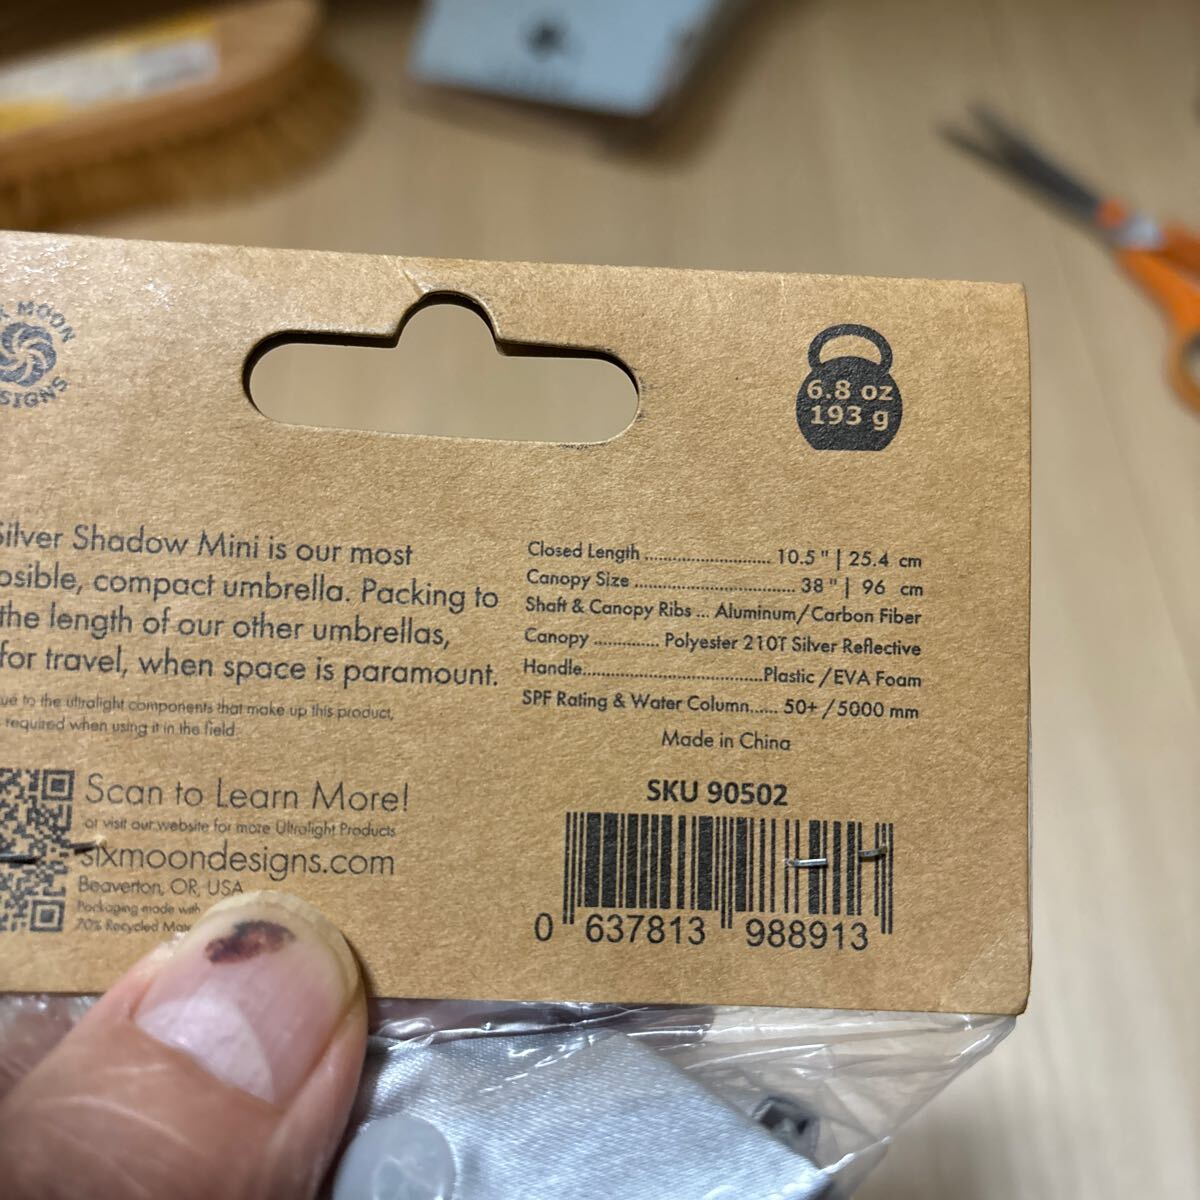 MOON
6.8 oz
193 g
Silver Shadow Mini is our most
compact umbrella. Packing to
the length of our other umbrellas,
for travel, when space is paramount.
to the ultralight components that make up this product,
required when using it in the field.
Closed Length ........................ 10.5 " | 25.4 cm
Canopy Size .............................. 38 " | 96 cm
Shaft & Canopy Ribs ... Aluminum/Carbon Fiber
Canopy ............. Polyester 210T Silver Reflective
Handle..................................Plastic /EVA Foam
SPF Rating & Water Column...... 50+ / 5000 mm
Made in China
Scan to Learn More!
or visit our website for more Ultralight Products
sixmoondesigns.com
Beaverton, OR, USA
Packaging made with
70% Recycled
SKU 90502
0 637813 988913